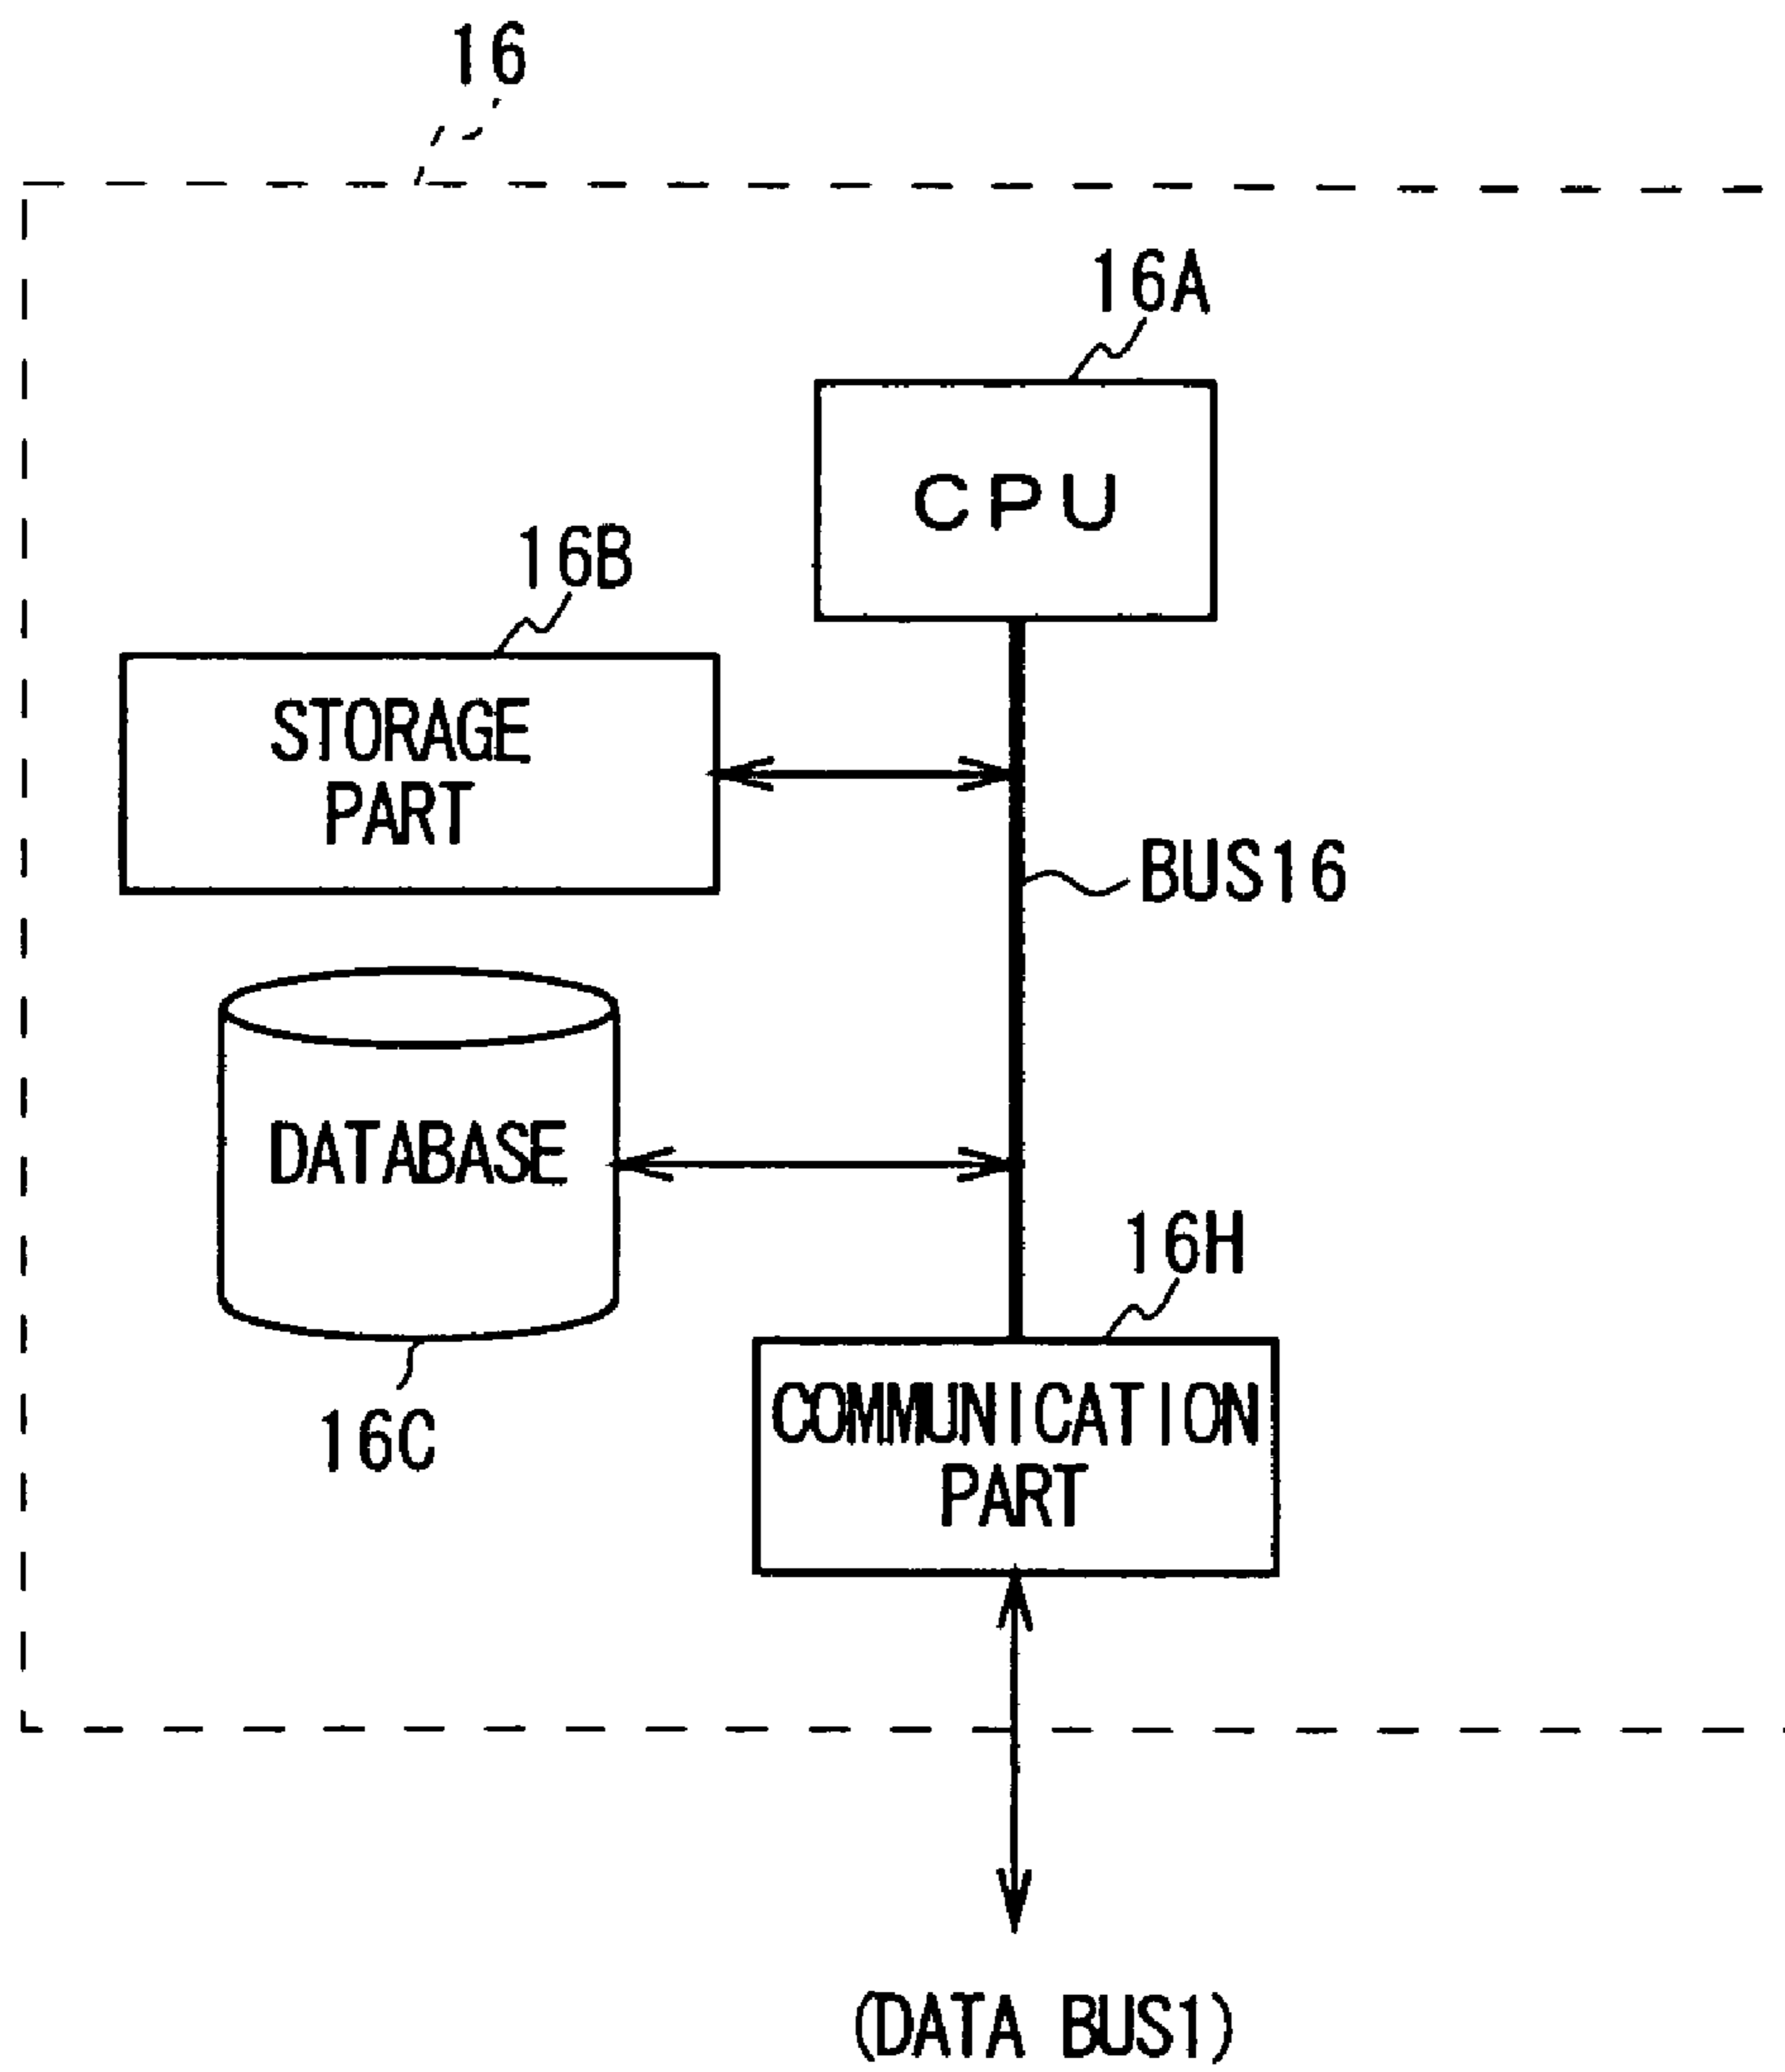 16
16A
CPU
16B
STORAGE
PART
BUS16
DATABASE
16H
16C
COMMUNICATION
PART
(DATA BUS1)